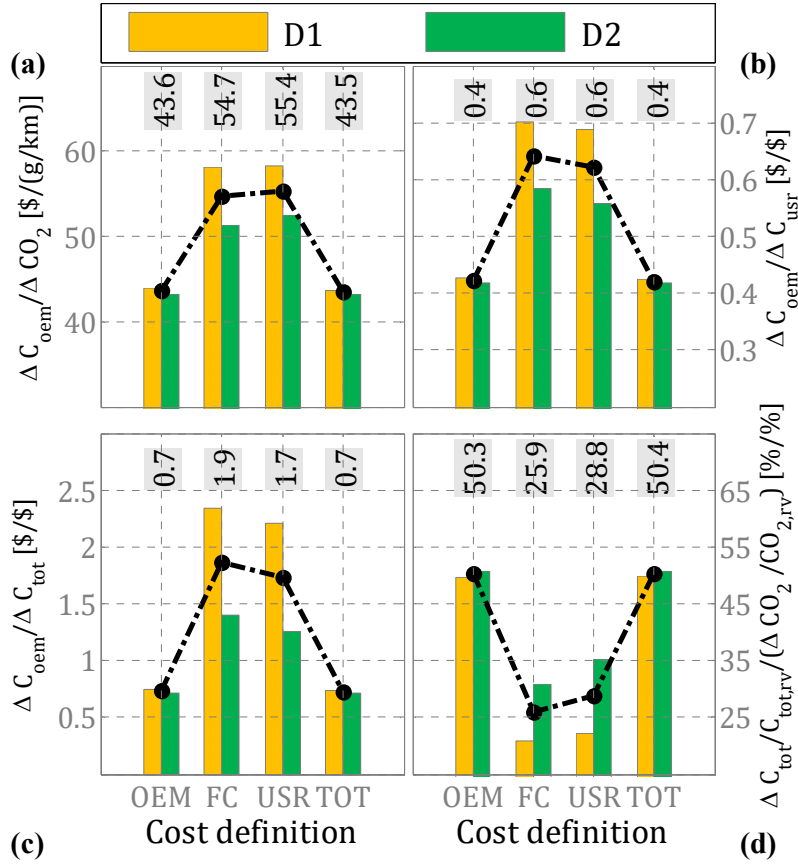 D1 D2
(a)
43.6 54.7 55.4 43.5
Δ C_oem/Δ CO_2 [$/(g/km)]
60
50
40
(b)
0.4 0.6 0.6 0.4
Δ C_oem/Δ C_usr [$/$]
0.7
0.6
0.5
0.4
0.3
0.7 1.9 1.7 0.7
Δ C_oem/Δ C_tot [$/$]
2.5
2
1.5
1
0.5
OEM FC USR TOT
Cost definition
(c)
50.3 25.9 28.8 50.4
Δ C_tot/C_tot,rv/(Δ CO_2/CO_2,rv) [%/%]
65
55
45
35
25
OEM FC USR TOT
Cost definition
(d)